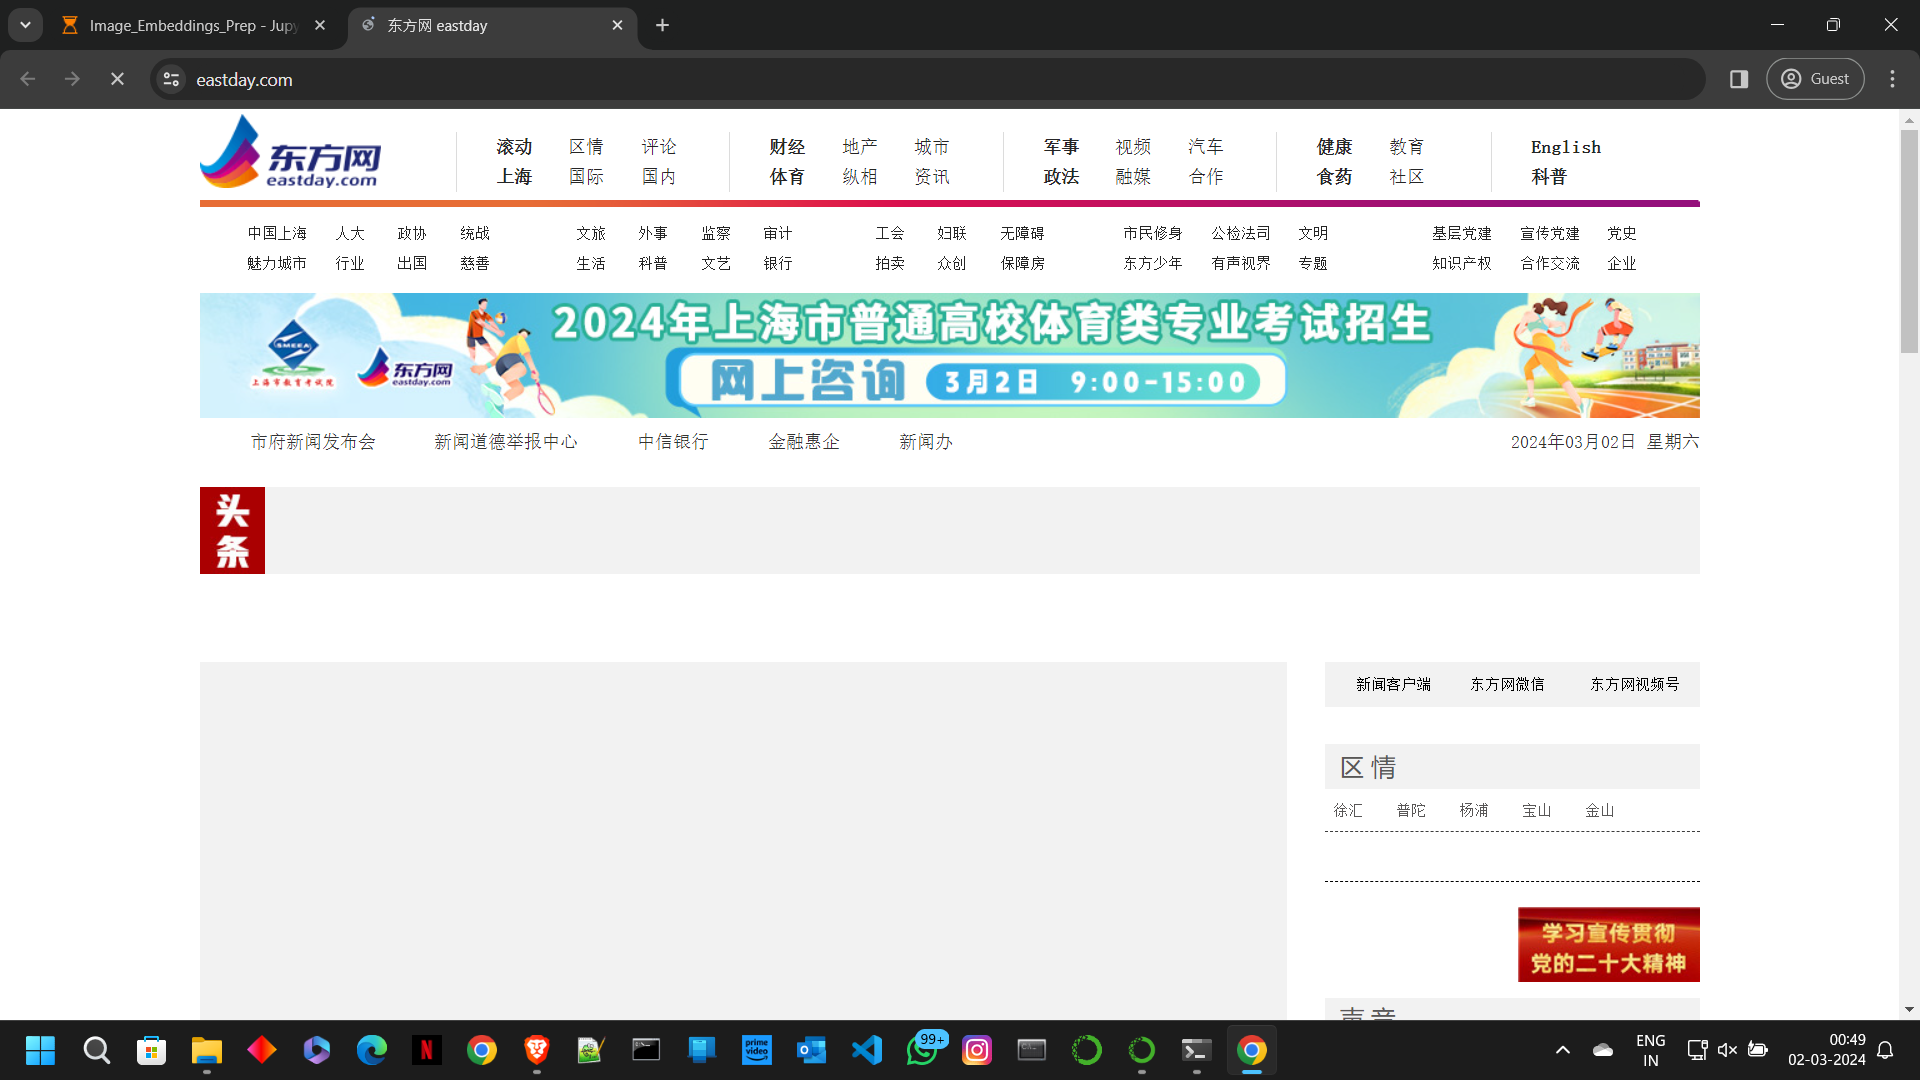 Image_Embeddings_Prep - Jupy
东方网 eastday
eastday.com
Guest
东方网
eastday.com
滚动 区情 评论 财经 地产 城市 军事 视频 汽车 健康 教育 English
上海 国际 国内 体育 纵相 资讯 政法 融媒 合作 食药 社区 科普
中国上海 人大 政协 统战 文旅 外事 监察 审计 工会 妇联 无障碍 市民修身 公检法司 文明 基层党建 宣传党建 党史
魅力城市 行业 出国 慈善 生活 科普 文艺 银行 拍卖 众创 保障房 东方少年 有声视界 专题 知识产权 合作交流 企业
2024年上海市普通高校体育类专业考试招生
SMEEA
上海市教育考试院
东方网
eastday.com
网上咨询 3月2日 9:00-15:00
市府新闻发布会 新闻道德举报中心 中信银行 金融惠企 新闻办 2024年03月02日 星期六
头
条
新闻客户端 东方网微信 东方网视频号
区情
徐汇 普陀 杨浦 宝山 金山
学习宣传贯彻
党的二十大精神
声音
prime
video
99+
ENG
IN
00:49
02-03-2024